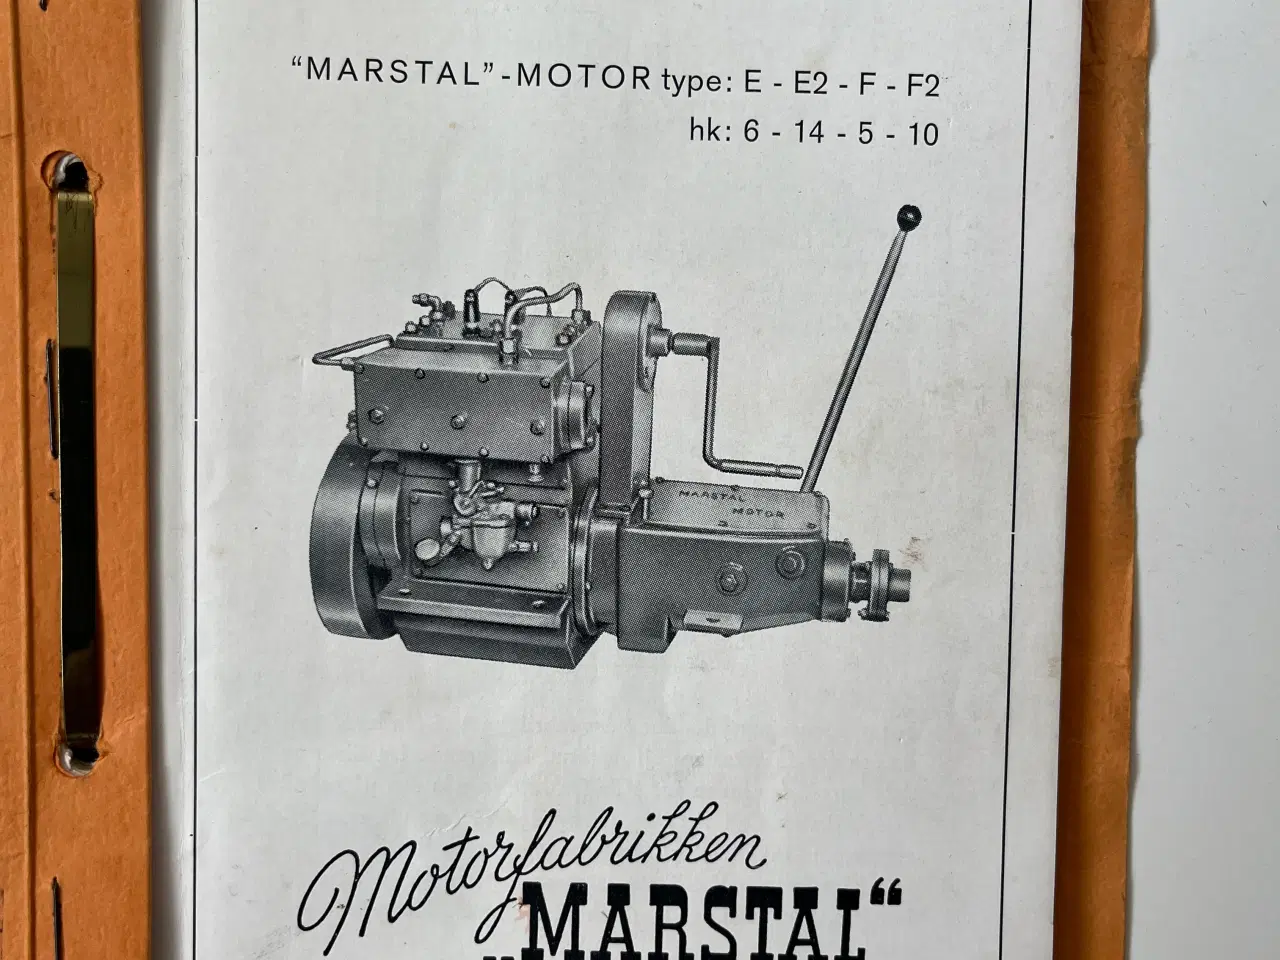 “MARSTAL”-MOTOR type: E - E2 - F - F2
hk: 6 - 14 - 5 - 10
MARSTAL
MOTOR
Motorfabrikken
„MARSTAL“